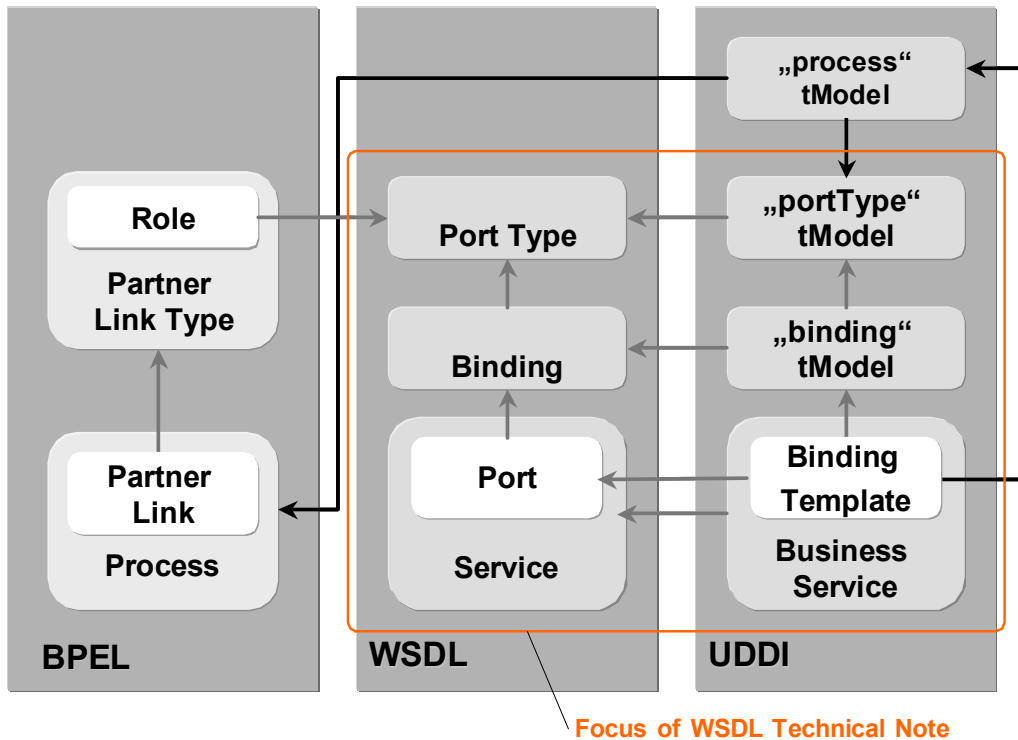 Role
Partner
Link Type
Partner
Link
Process
BPEL
Port Type
Binding
Port
Service
WSDL
„process“
tModel
„portType“
tModel
„binding“
tModel
Binding
Template
Business
Service
UDDI
Focus of WSDL Technical Note